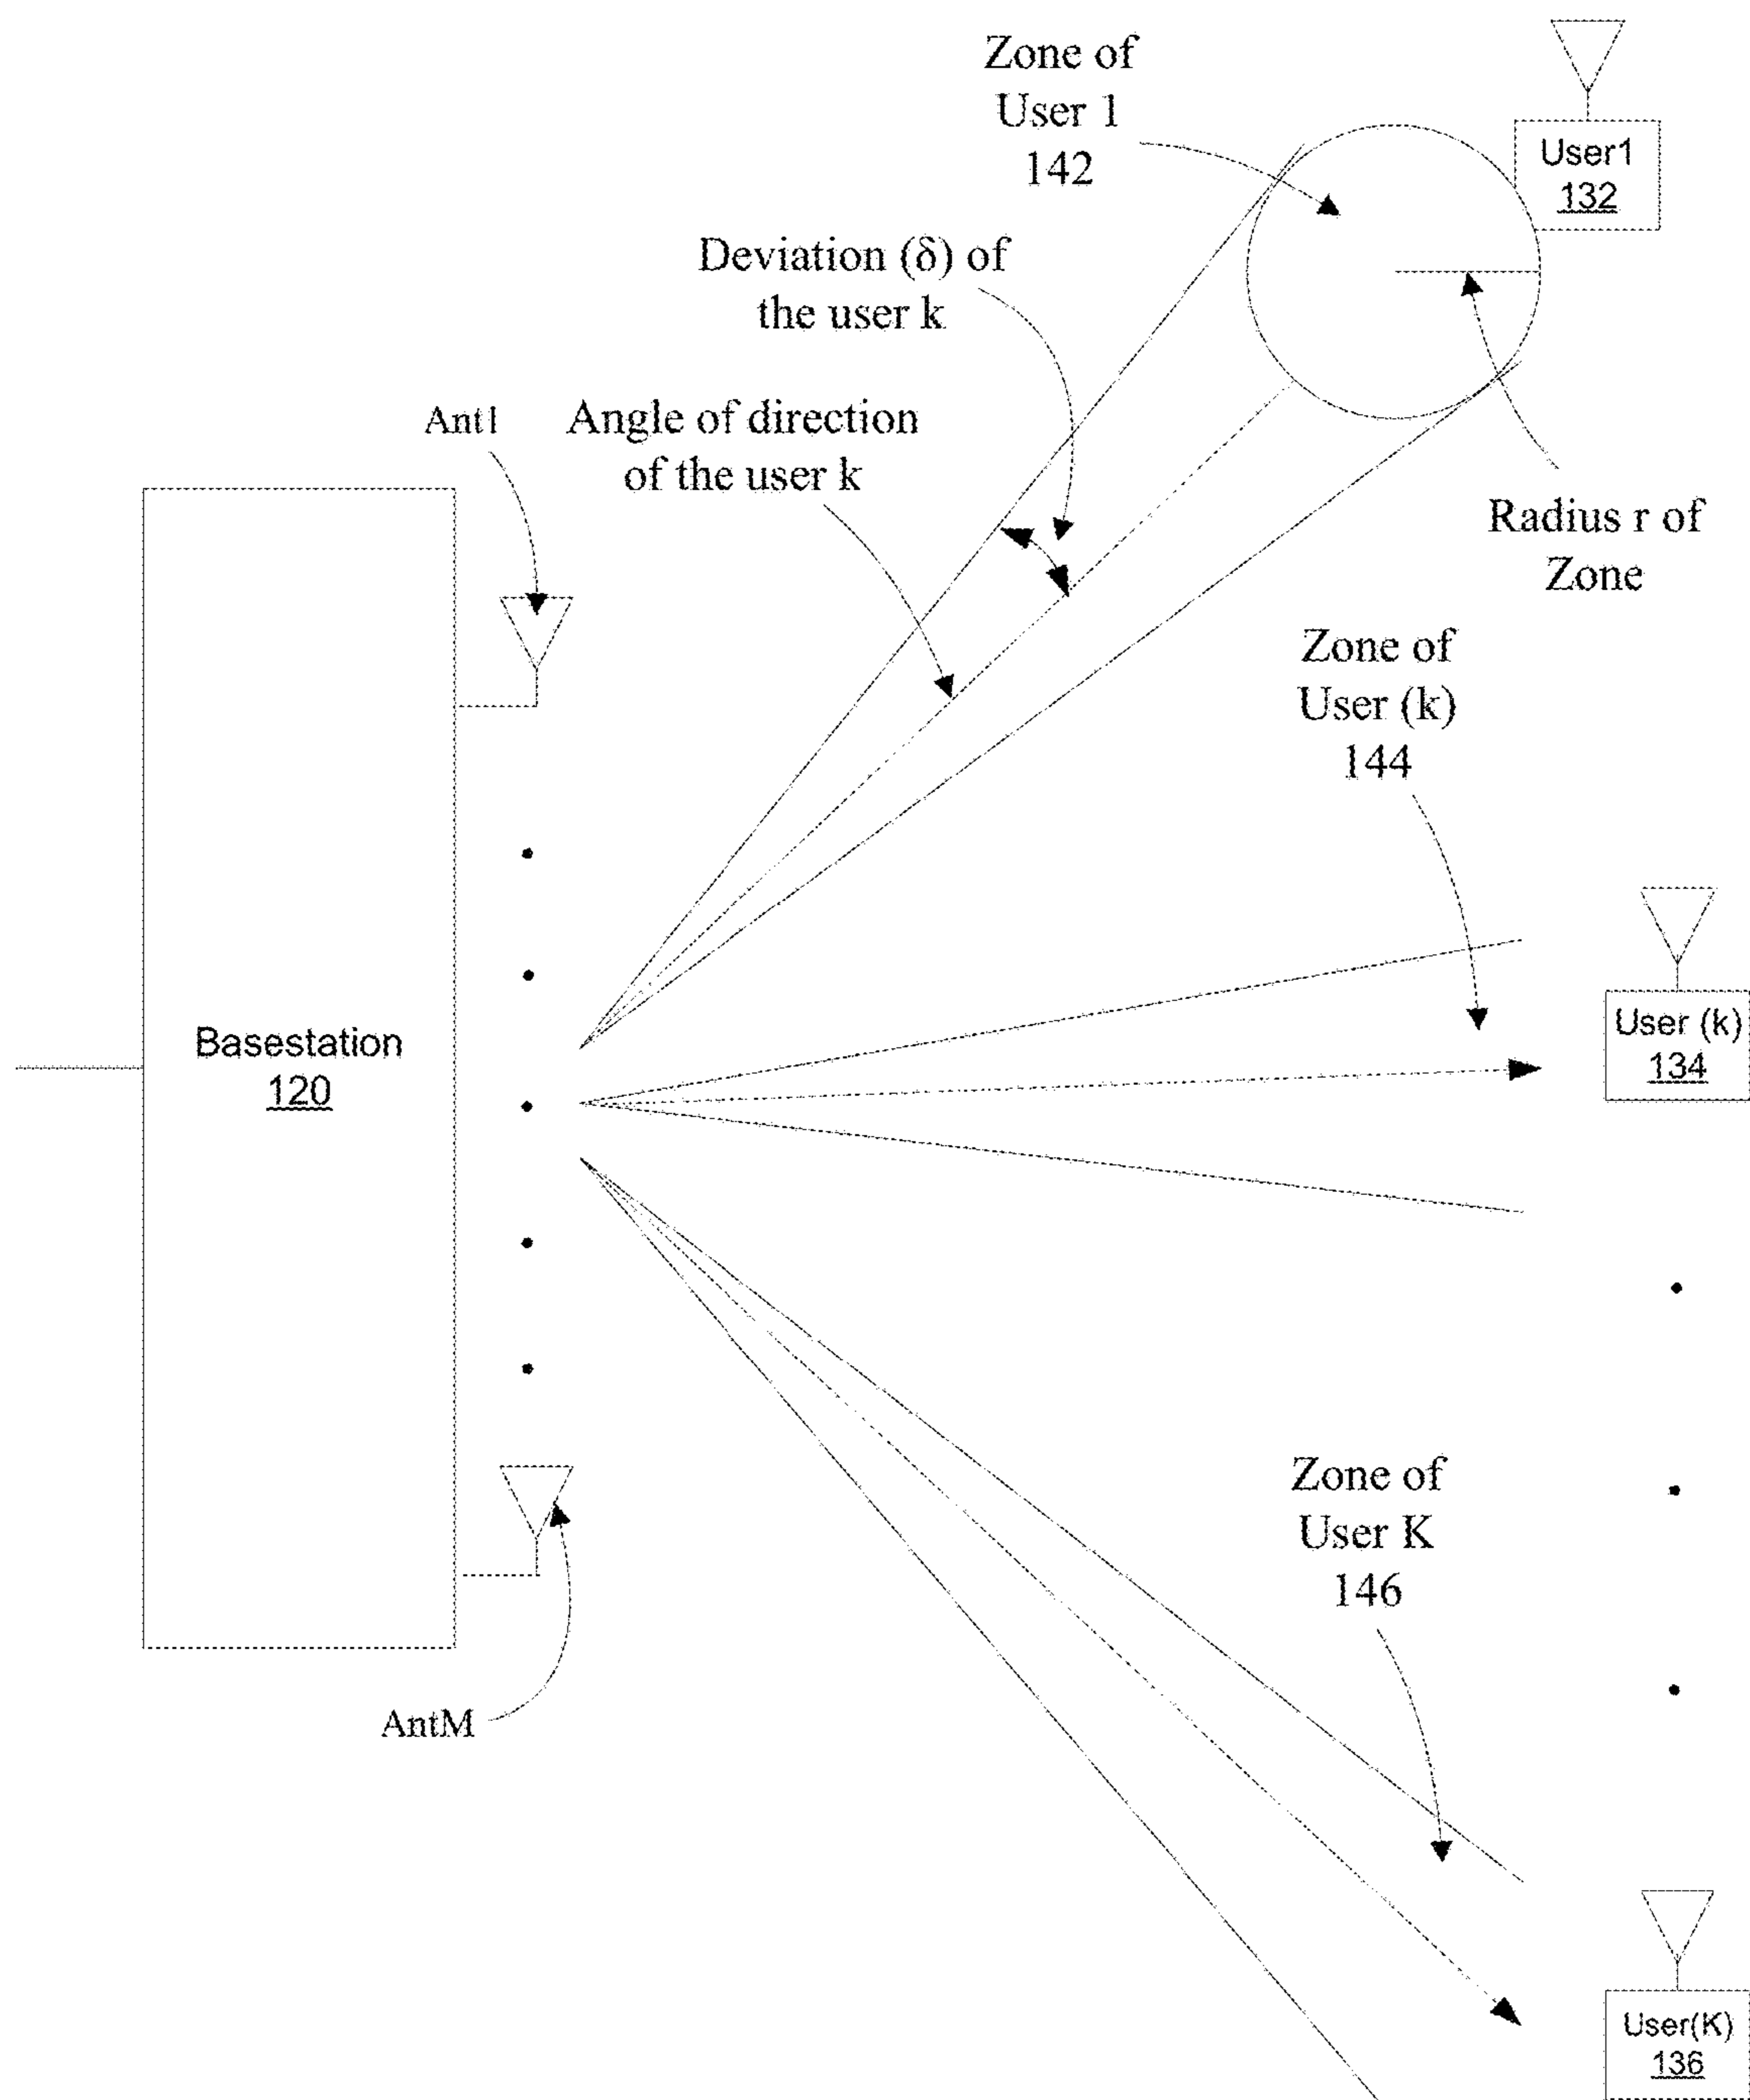 Zone of
User 1
142
User1
132
Deviation (δ) of
the user k
Ant1
Angle of direction
of the user k
Radius r of
Zone
Zone of
User (k)
144
Basestation
120
User (k)
134
Zone of
User K
146
AntM
User(K)
136